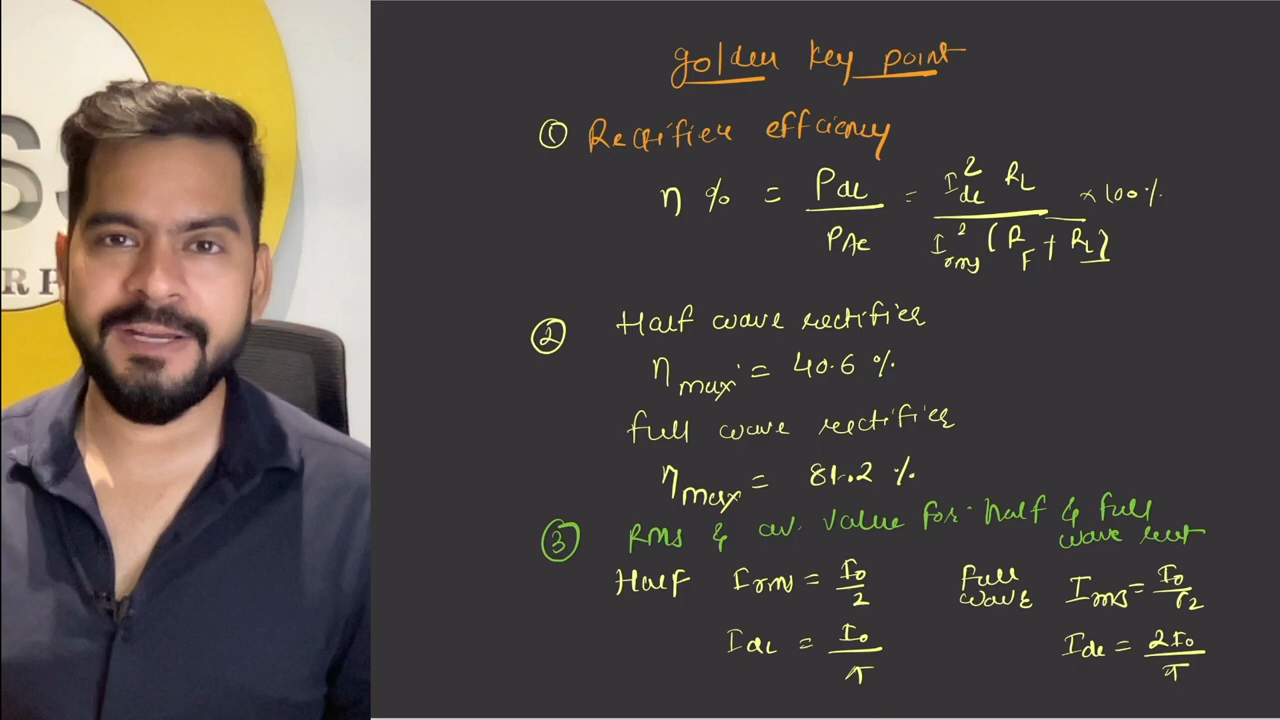 golden key point
① Rectifier efficiency
η % = Pdc / PAc = I²dc RL / I²rms (RF + RL) × 100 %
② Half wave rectifier
ηmax = 40.6 %
full wave rectifier
ηmax = 81.2 %
③ RMS & av. value for half & full
wave rect
Half Irms = I₀/2
Idc = I₀/π
full wave Irms = I₀/√2
Idc = 2I₀/π